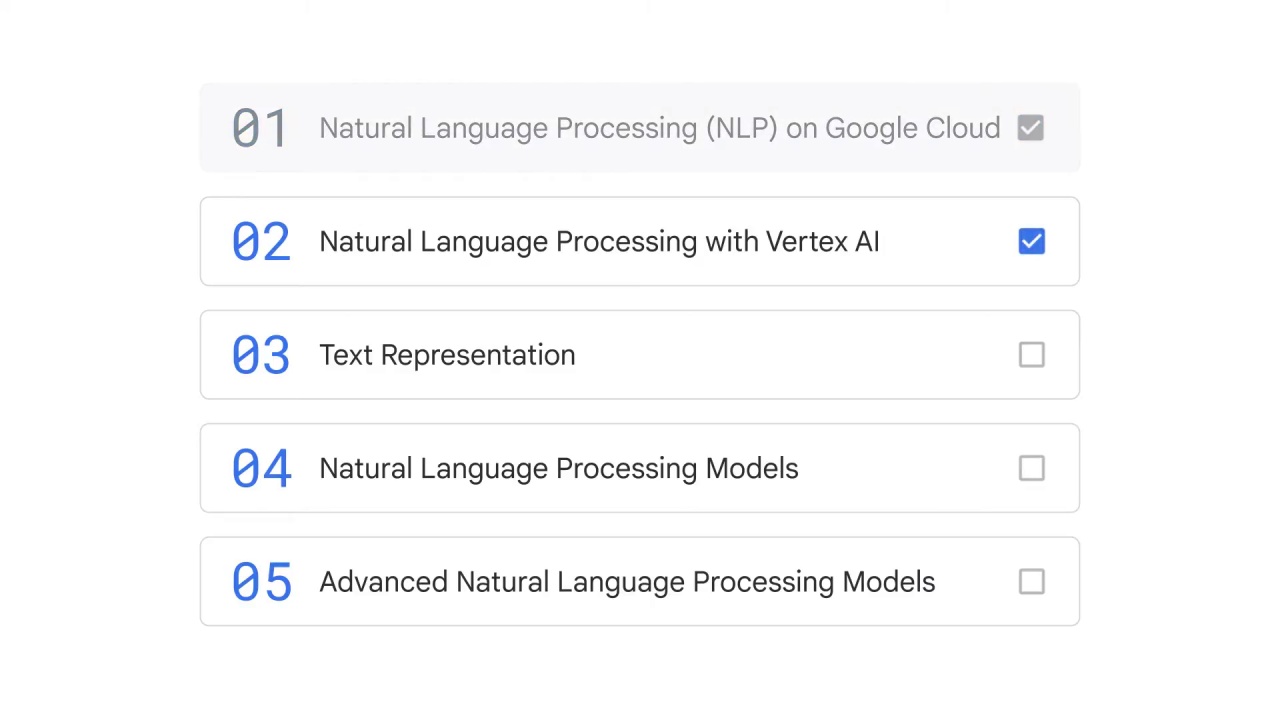 01 Natural Language Processing (NLP) on Google Cloud
02 Natural Language Processing with Vertex AI
03 Text Representation
04 Natural Language Processing Models
05 Advanced Natural Language Processing Models